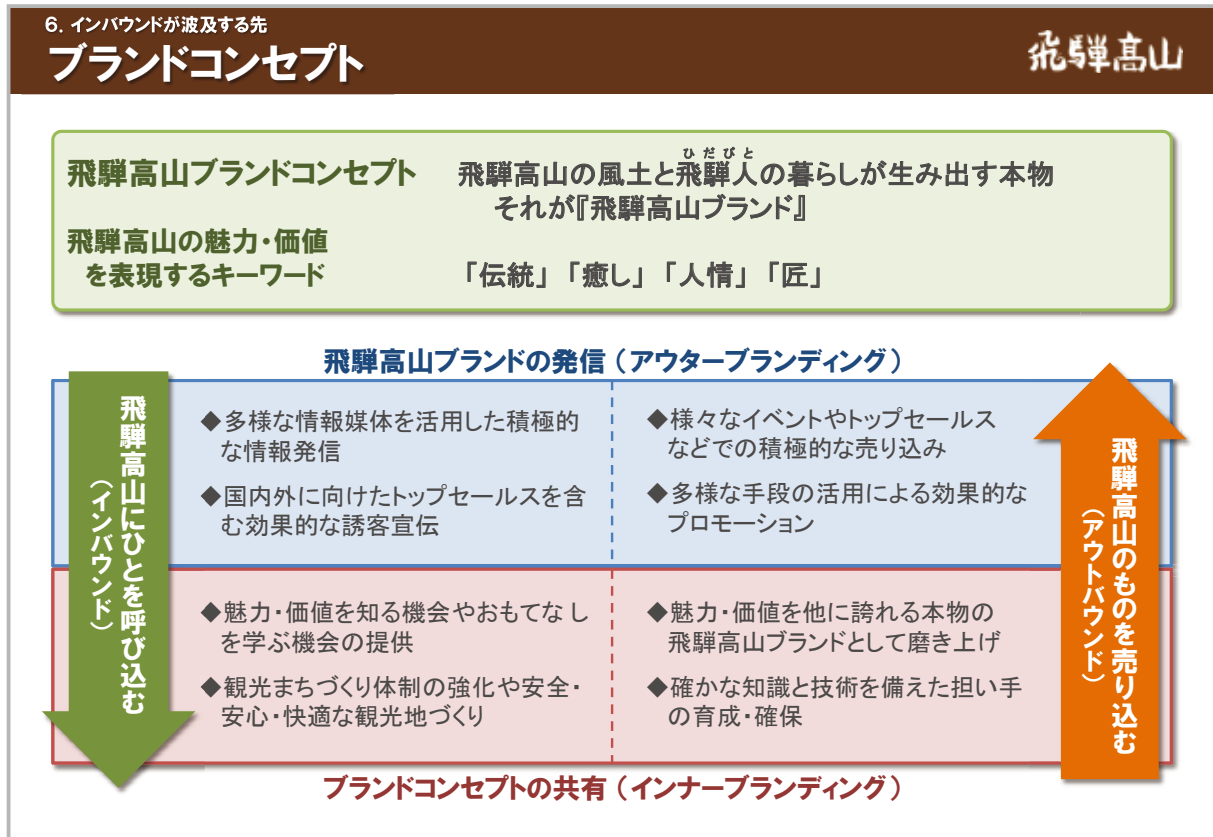 6. インバウンドが波及する先
ブランドコンセプト
飛騨高山
飛騨高山ブランドコンセプト
ひだびと
飛騨高山の風土と飛騨人の暮らしが生み出す本物
それが『飛騨高山ブランド』
飛騨高山の魅力・価値
を表現するキーワード
「伝統」「癒し」「人情」「匠」
飛騨高山ブランドの発信（アウターブランディング）
飛騨高山にひとを呼び込む
（インバウンド）
◆多様な情報媒体を活用した積極的
な情報発信
◆国内外に向けたトップセールスを含
む効果的な誘客宣伝
◆様々なイベントやトップセールス
などでの積極的な売り込み
◆多様な手段の活用による効果的な
プロモーション
◆魅力・価値を知る機会やおもてなし
を学ぶ機会の提供
◆観光まちづくり体制の強化や安全・
安心・快適な観光地づくり
◆魅力・価値を他に誇れる本物の
飛騨高山ブランドとして磨き上げ
◆確かな知識と技術を備えた担い手
の育成・確保
飛騨高山のものを売り込む
（アウトバウンド）
ブランドコンセプトの共有（インナーブランディング）